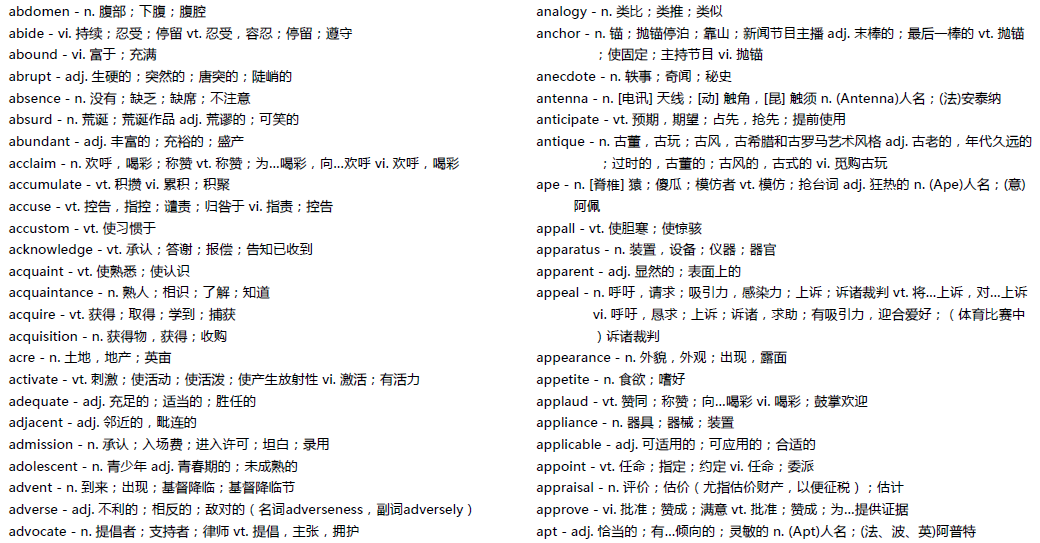 abdomen - n. 腹部；下腹；腹腔
abide - vi. 持续；忍受；停留 vt. 忍受，容忍；停留；遵守
abound - vi. 富于；充满
abrupt - adj. 生硬的；突然的；唐突的；陡峭的
absence - n. 没有；缺乏；缺席；不注意
absurd - n. 荒诞；荒诞作品 adj. 荒谬的；可笑的
abundant - adj. 丰富的；充裕的；盛产
acclaim - n. 欢呼，喝彩；称赞 vt. 称赞；为...喝彩，向...欢呼 vi. 欢呼，喝彩
accumulate - vt. 积攒 vi. 累积；积聚
accuse - vt. 控告，指控；谴责；归咎于 vi. 指责；控告
accustom - vt. 使习惯于
acknowledge - vt. 承认；答谢；报偿；告知已收到
acquaint - vt. 使熟悉；使认识
acquaintance - n. 熟人；相识；了解；知道
acquire - vt. 获得；取得；学到；捕获
acquisition - n. 获得物，获得；收购
acre - n. 土地，地产；英亩
activate - vt. 刺激；使活动；使活泼；使产生放射性 vi. 激活；有活力
adequate - adj. 充足的；适当的；胜任的
adjacent - adj. 邻近的，毗连的
admission - n. 承认；入场费；进入许可；坦白；录用
adolescent - n. 青少年 adj. 青春期的；未成熟的
advent - n. 到来；出现；基督降临；基督降临节
adverse - adj. 不利的；相反的；敌对的（名词adverseness，副词adversely）
advocate - n. 提倡者；支持者；律师 vt. 提倡，主张，拥护
analogy - n. 类比；类推；类似
anchor - n. 锚；抛锚停泊；靠山；新闻节目主播 adj. 末棒的；最后一棒的 vt. 抛锚
；使固定；主持节目 vi. 抛锚
anecdote - n. 轶事；奇闻；秘史
antenna - n. [电讯] 天线；[动] 触角，[昆] 触须 n. (Antenna)人名；(法)安泰纳
anticipate - vt. 预期，期望；占先，抢先；提前使用
antique - n. 古董，古玩；古风，古希腊和古罗马艺术风格 adj. 古老的，年代久远的
；过时的，古董的；古风的，古式的 vi. 觅购古玩
ape - n. [脊椎] 猿；傻瓜；模仿者 vt. 模仿；抢台词 adj. 狂热的 n. (Ape)人名；(意)
阿佩
appall - vt. 使胆寒；使惊骇
apparatus - n. 装置，设备；仪器；器官
apparent - adj. 显然的；表面上的
appeal - n. 呼吁，请求；吸引力，感染力；上诉；诉诸裁判 vt. 将...上诉，对...上诉
vi. 呼吁，恳求；上诉；诉诸，求助；有吸引力，迎合爱好；（体育比赛中
）诉诸裁判
appearance - n. 外貌，外观；出现，露面
appetite - n. 食欲；嗜好
applaud - vt. 赞同；称赞；向...喝彩 vi. 喝彩；鼓掌欢迎
appliance - n. 器具；器械；装置
applicable - adj. 可适用的；可应用的；合适的
appoint - vt. 任命；指定；约定 vi. 任命；委派
appraisal - n. 评价；估价（尤指估价财产，以便征税）；估计
approve - vi. 批准；赞成；满意 vt. 批准；赞成；为...提供证据
apt - adj. 恰当的；有...倾向的；灵敏的 n. (Apt)人名；(法、波、英)阿普特